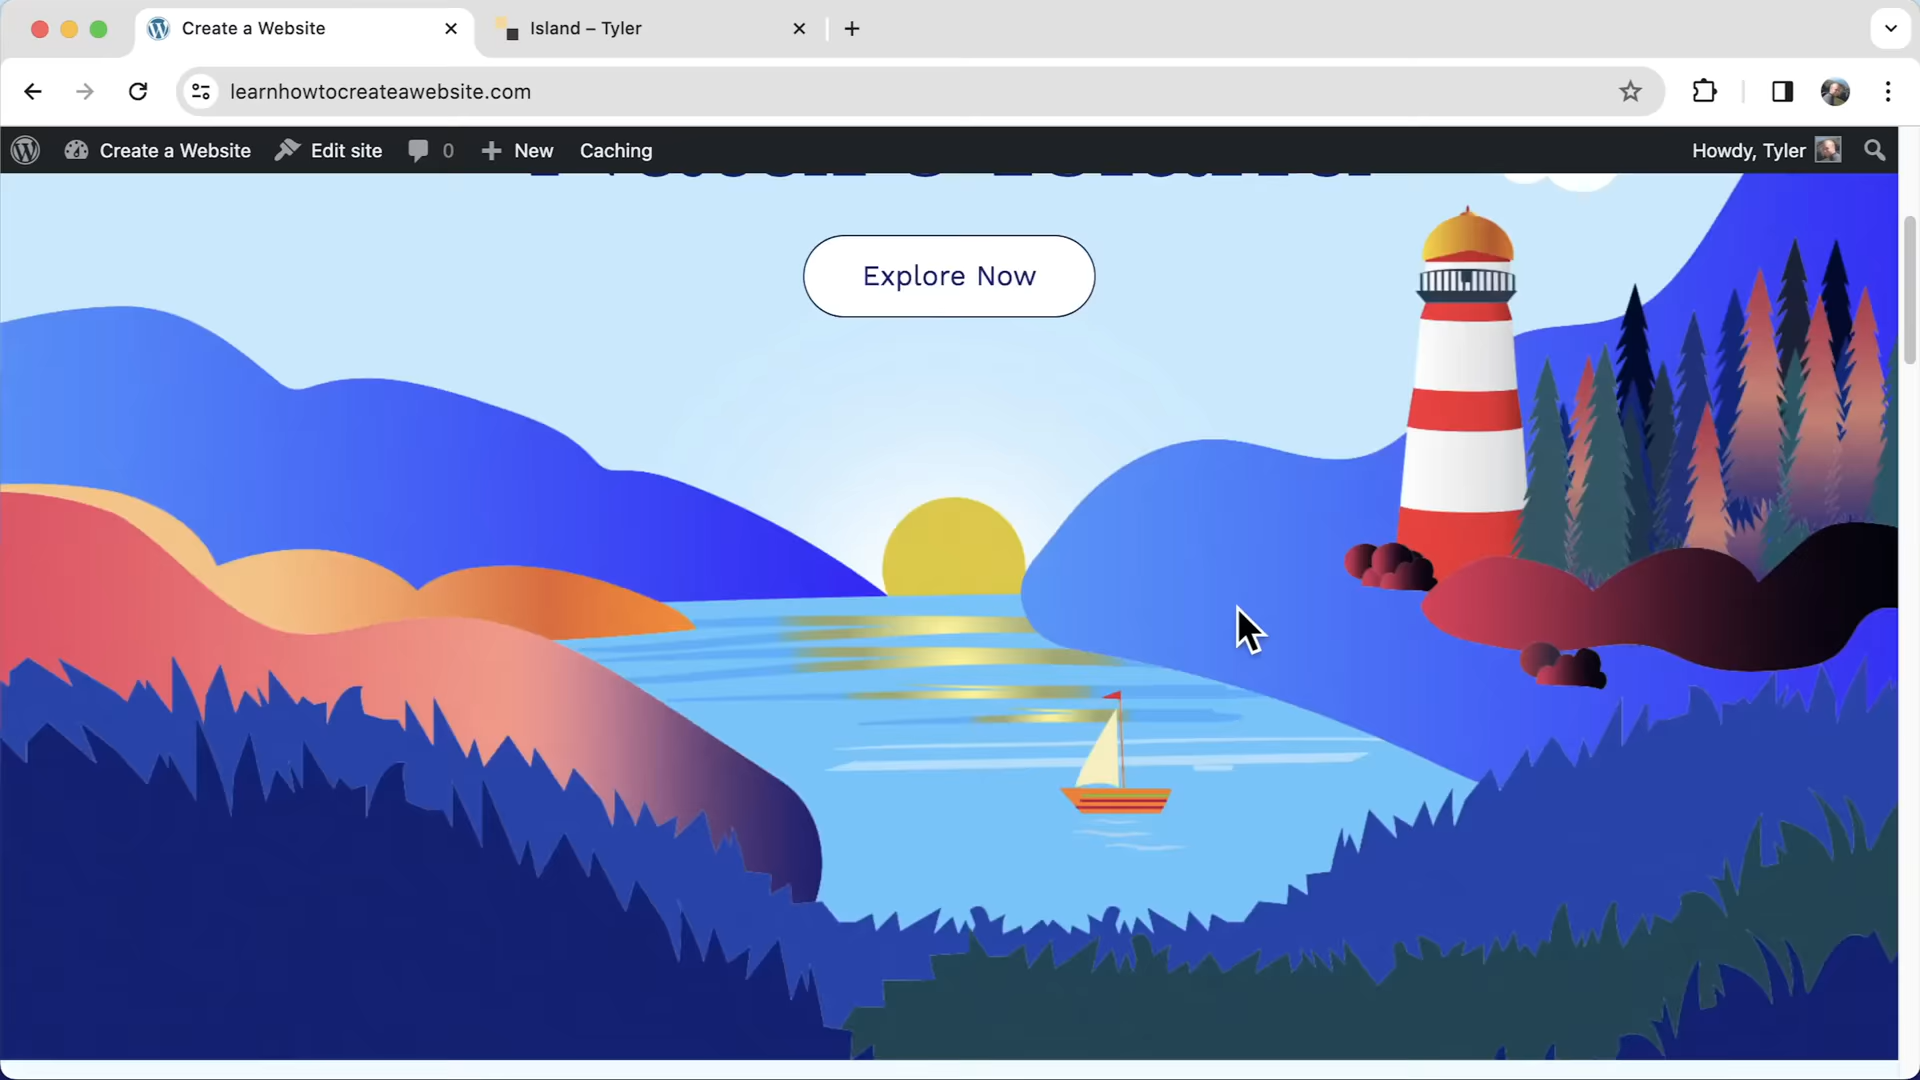 Create a Website
Island – Tyler
learnhowtocreateawebsite.com
Create a Website
Edit site
0
New
Caching
Howdy, Tyler
Explore Now